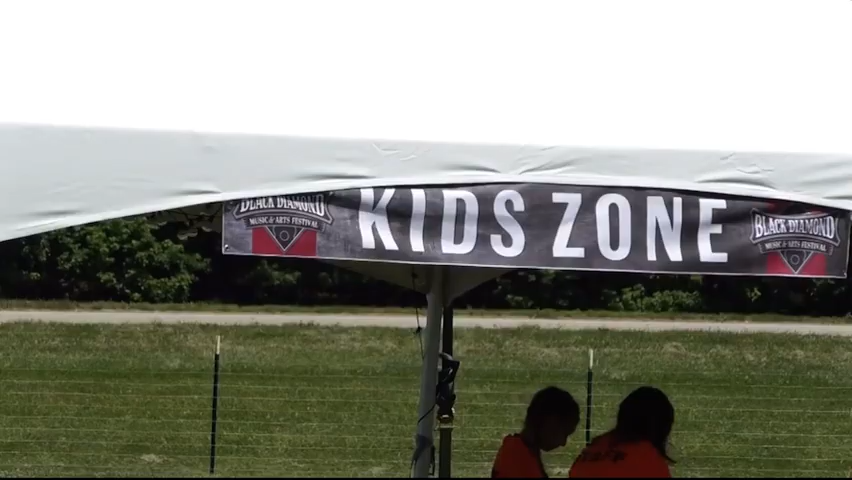 BLACK DIAMOND
MUSIC & ARTS FESTIVAL
KIDS ZONE
BLACK DIAMOND
MUSIC & ARTS FESTIVAL